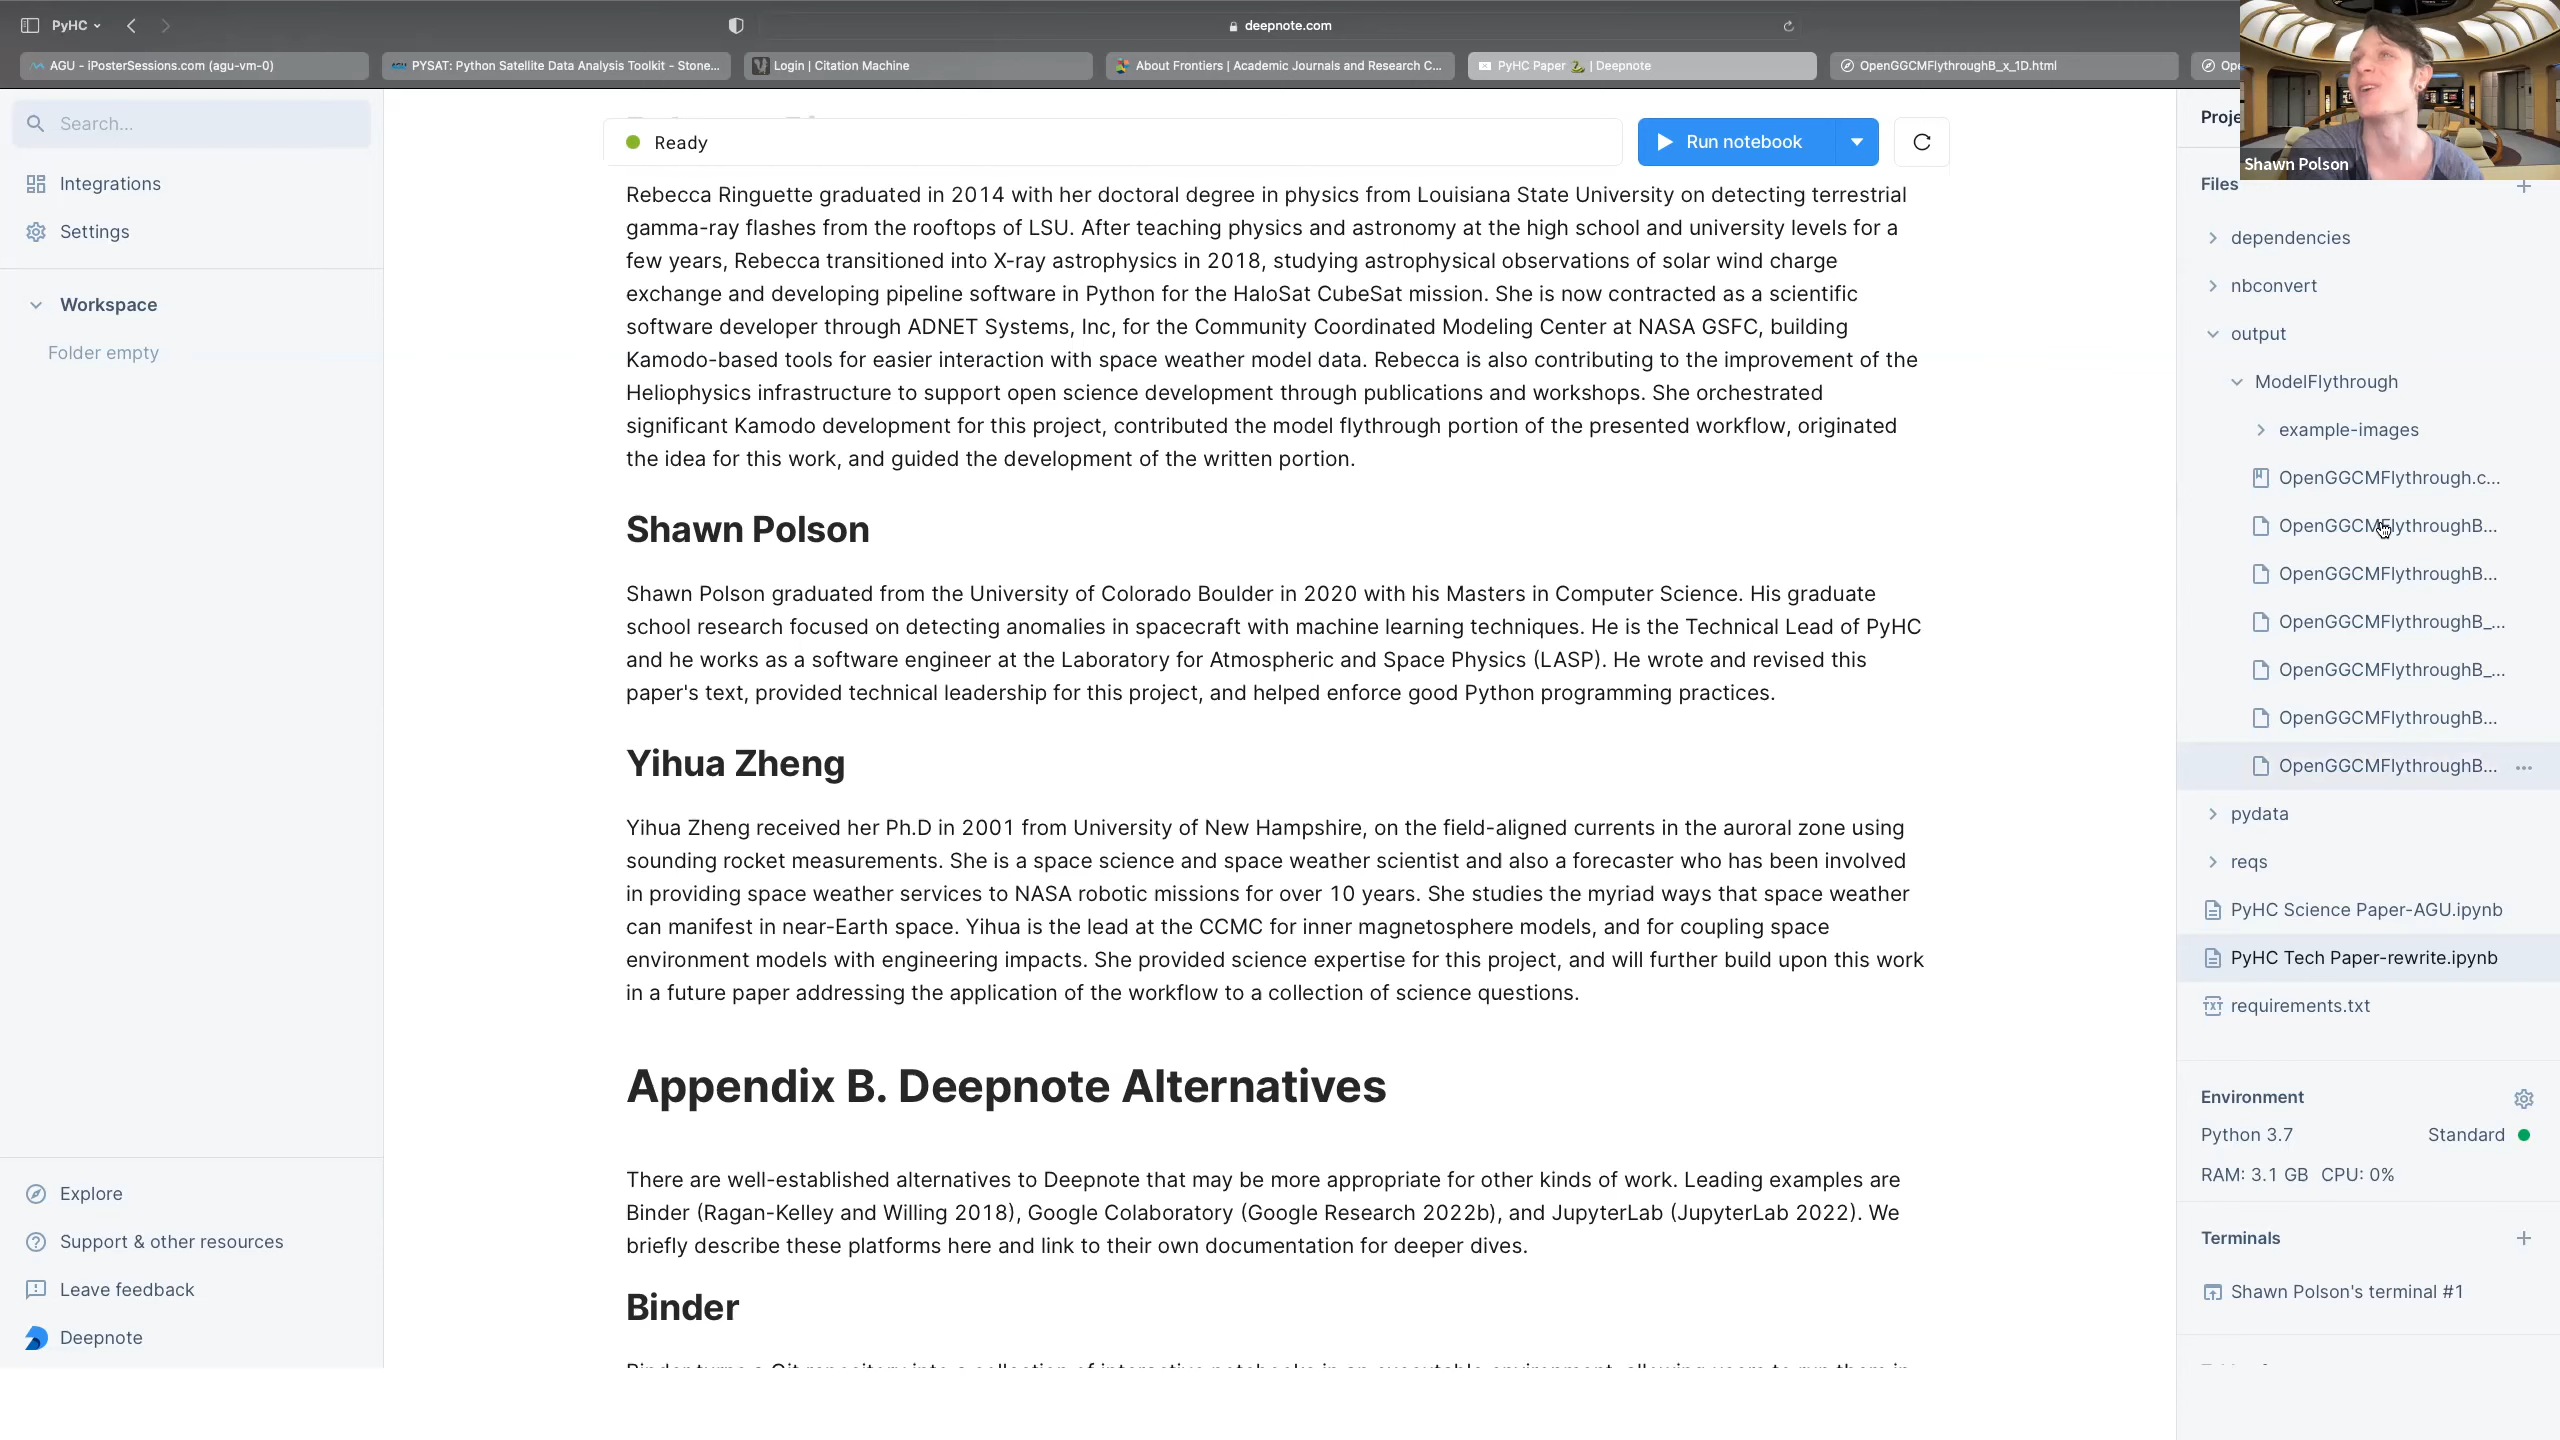 PyHC
deepnote.com
AGU - iPosterSessions.com (agu-vm-0)
PYSAT: Python Satellite Data Analysis Toolkit - Stone...
Login | Citation Machine
About Frontiers | Academic Journals and Research C...
PyHC Paper 🐍 | Deepnote
OpenGGCMFlythroughB_x_1D.html
Shawn Polson
Search...
Integrations
Settings
Workspace
Folder empty
Explore
Support & other resources
Leave feedback
Deepnote
Ready
Run notebook
Rebecca Ringuette graduated in 2014 with her doctoral degree in physics from Louisiana State University on detecting terrestrial
gamma-ray flashes from the rooftops of LSU. After teaching physics and astronomy at the high school and university levels for a
few years, Rebecca transitioned into X-ray astrophysics in 2018, studying astrophysical observations of solar wind charge
exchange and developing pipeline software in Python for the HaloSat CubeSat mission. She is now contracted as a scientific
software developer through ADNET Systems, Inc, for the Community Coordinated Modeling Center at NASA GSFC, building
Kamodo-based tools for easier interaction with space weather model data. Rebecca is also contributing to the improvement of the
Heliophysics infrastructure to support open science development through publications and workshops. She orchestrated
significant Kamodo development for this project, contributed the model flythrough portion of the presented workflow, originated
the idea for this work, and guided the development of the written portion.
Shawn Polson
Shawn Polson graduated from the University of Colorado Boulder in 2020 with his Masters in Computer Science. His graduate
school research focused on detecting anomalies in spacecraft with machine learning techniques. He is the Technical Lead of PyHC
and he works as a software engineer at the Laboratory for Atmospheric and Space Physics (LASP). He wrote and revised this
paper's text, provided technical leadership for this project, and helped enforce good Python programming practices.
Yihua Zheng
Yihua Zheng received her Ph.D in 2001 from University of New Hampshire, on the field-aligned currents in the auroral zone using
sounding rocket measurements. She is a space science and space weather scientist and also a forecaster who has been involved
in providing space weather services to NASA robotic missions for over 10 years. She studies the myriad ways that space weather
can manifest in near-Earth space. Yihua is the lead at the CCMC for inner magnetosphere models, and for coupling space
environment models with engineering impacts. She provided science expertise for this project, and will further build upon this work
in a future paper addressing the application of the workflow to a collection of science questions.
Appendix B. Deepnote Alternatives
There are well-established alternatives to Deepnote that may be more appropriate for other kinds of work. Leading examples are
Binder (Ragan-Kelley and Willing 2018), Google Colaboratory (Google Research 2022b), and JupyterLab (JupyterLab 2022). We
briefly describe these platforms here and link to their own documentation for deeper dives.
Binder
Files
dependencies
nbconvert
output
ModelFlythrough
example-images
OpenGGCMFlythrough.c...
OpenGGCMFlythroughB...
OpenGGCMFlythroughB...
OpenGGCMFlythroughB_...
OpenGGCMFlythroughB_...
OpenGGCMFlythroughB...
OpenGGCMFlythroughB...
pydata
reqs
PyHC Science Paper-AGU.ipynb
PyHC Tech Paper-rewrite.ipynb
TXT requirements.txt
Environment
Python 3.7 Standard
RAM: 3.1 GB CPU: 0%
Terminals
Shawn Polson's terminal #1